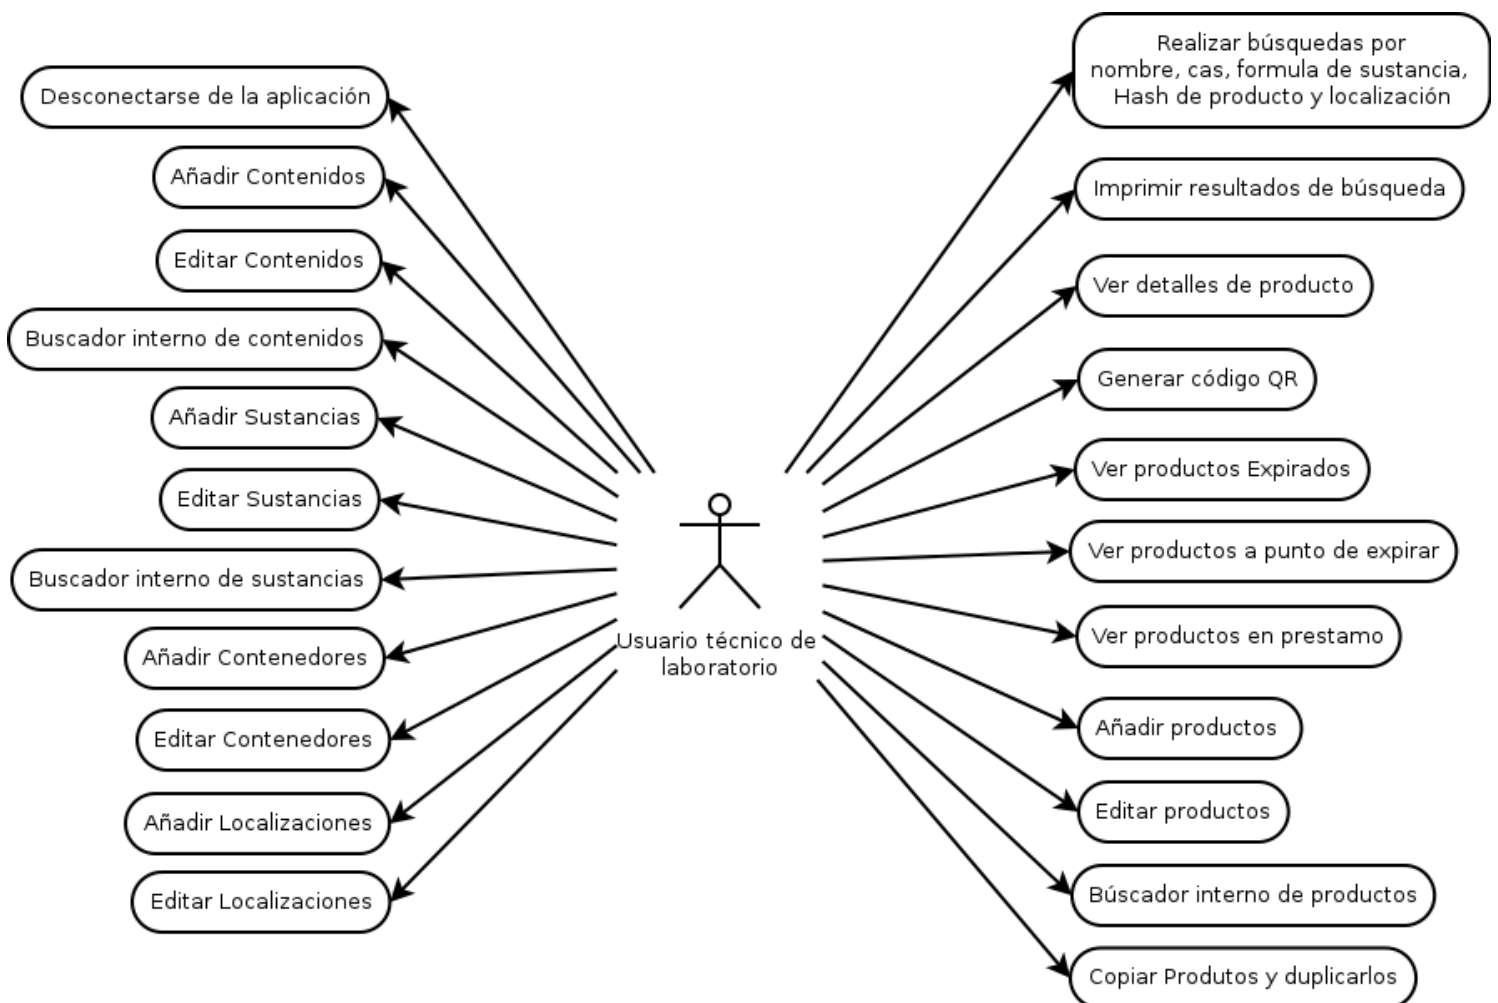 Desconectarse de la aplicación
Añadir Contenidos
Editar Contenidos
Buscador interno de contenidos
Añadir Sustancias
Editar Sustancias
Buscador interno de sustancias
Añadir Contenedores
Editar Contenedores
Añadir Localizaciones
Editar Localizaciones
Usuario técnico de
laboratorio
Realizar búsquedas por
nombre, cas, formula de sustancia,
Hash de producto y localización
Imprimir resultados de búsqueda
Ver detalles de producto
Generar código QR
Ver productos Expirados
Ver productos a punto de expirar
Ver productos en prestamo
Añadir productos
Editar productos
Búscador interno de productos
Copiar Produtos y duplicarlos